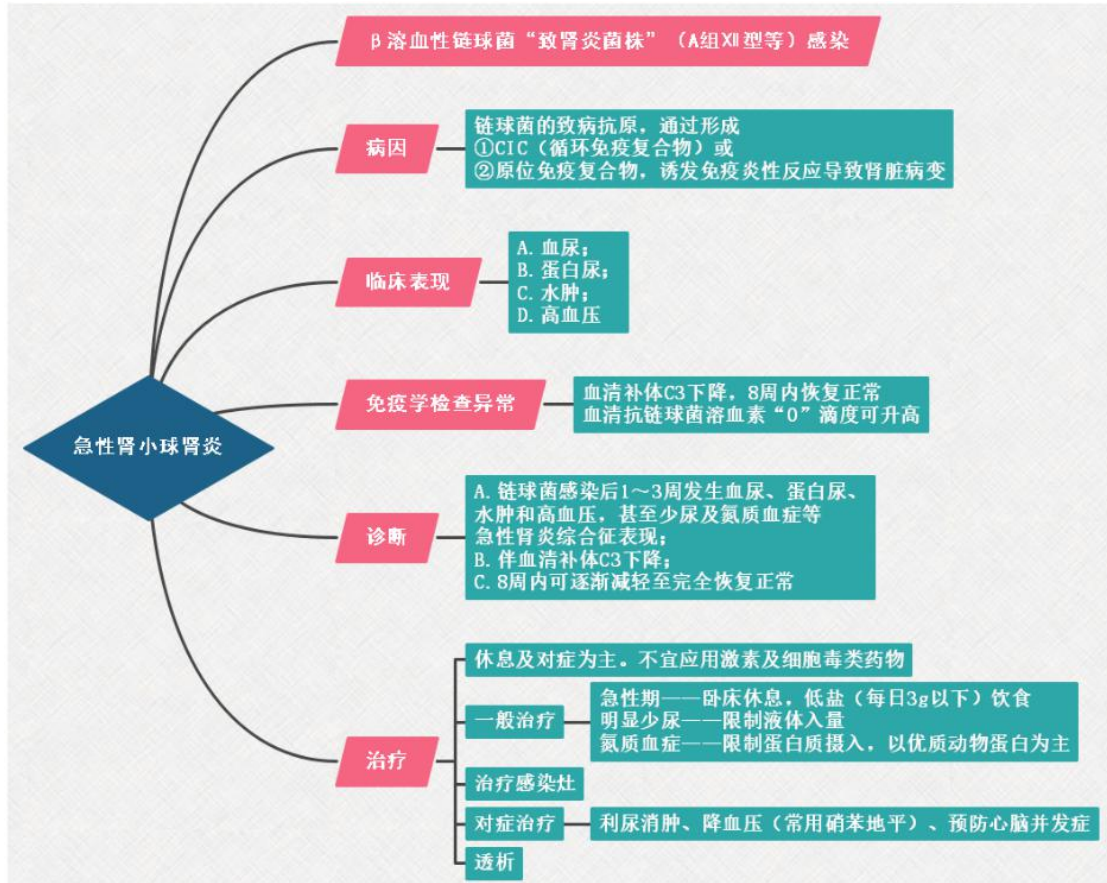 β溶血性链球菌“致肾炎菌株”（A组Ⅻ型等）感染
病因
链球菌的致病抗原，通过形成
①CIC（循环免疫复合物）或
②原位免疫复合物，诱发免疫炎性反应导致肾脏病变
临床表现
A. 血尿；
B. 蛋白尿；
C. 水肿；
D. 高血压
急性肾小球肾炎
免疫学检查异常
血清补体C3下降，8周内恢复正常
血清抗链球菌溶血素“O”滴度可升高
诊断
A. 链球菌感染后1～3周发生血尿、蛋白尿、
水肿和高血压，甚至少尿及氮质血症等
急性肾炎综合征表现；
B. 伴血清补体C3下降；
C. 8周内可逐渐减轻至完全恢复正常
治疗
休息及对症为主。不宜应用激素及细胞毒类药物
一般治疗
急性期——卧床休息，低盐（每日3g以下）饮食
明显少尿——限制液体入量
氮质血症——限制蛋白质摄入，以优质动物蛋白为主
治疗感染灶
对症治疗
利尿消肿、降血压（常用硝苯地平）、预防心脑并发症
透析